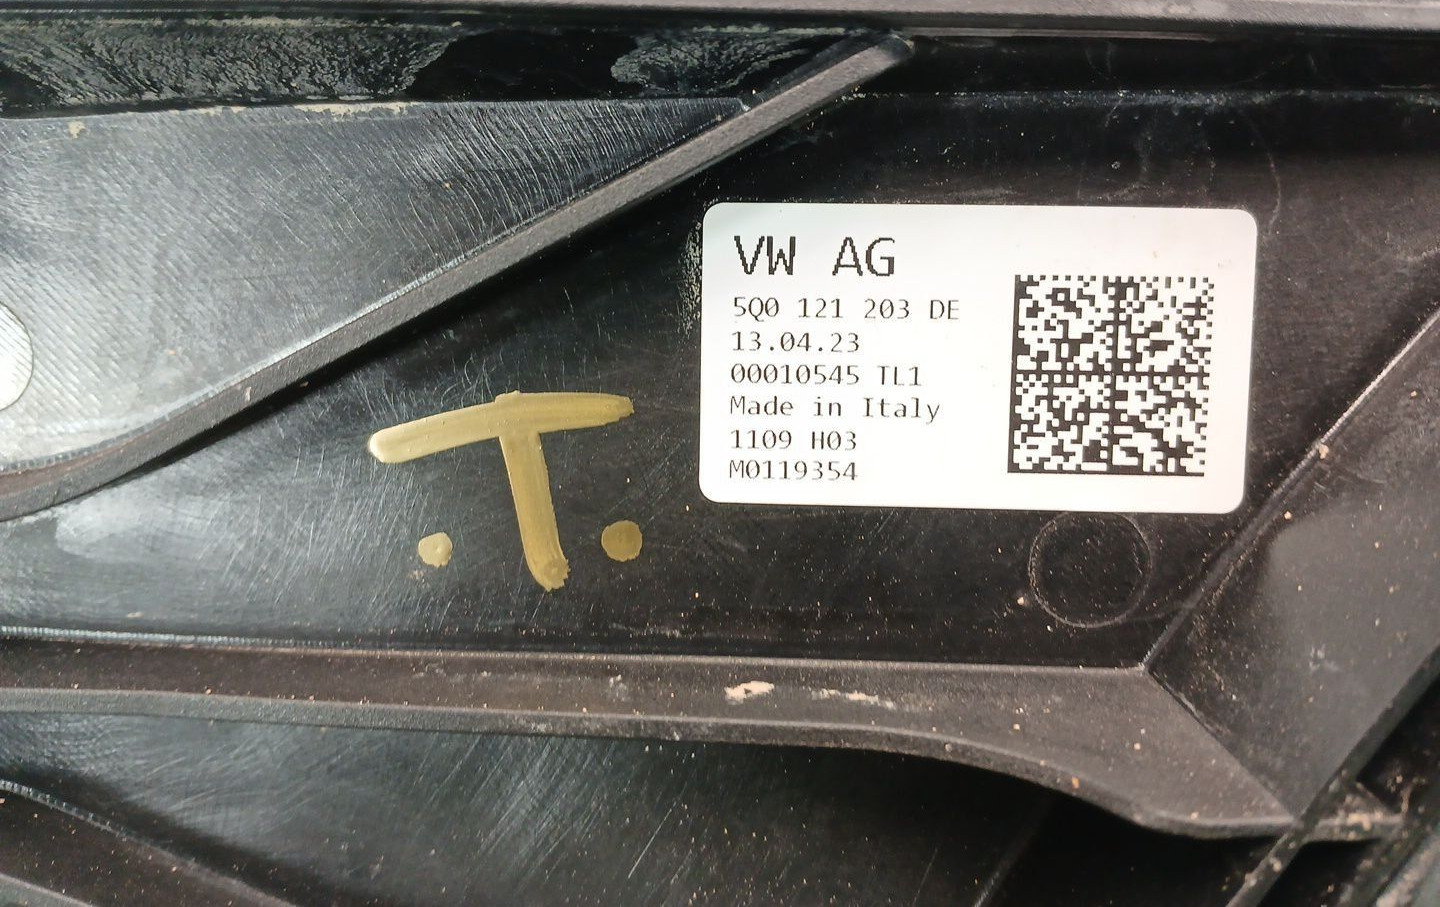 VW AG
5Q0 121 203 DE
13.04.23
00010545 TL1
Made in Italy
1109 H03
M0119354
.T.